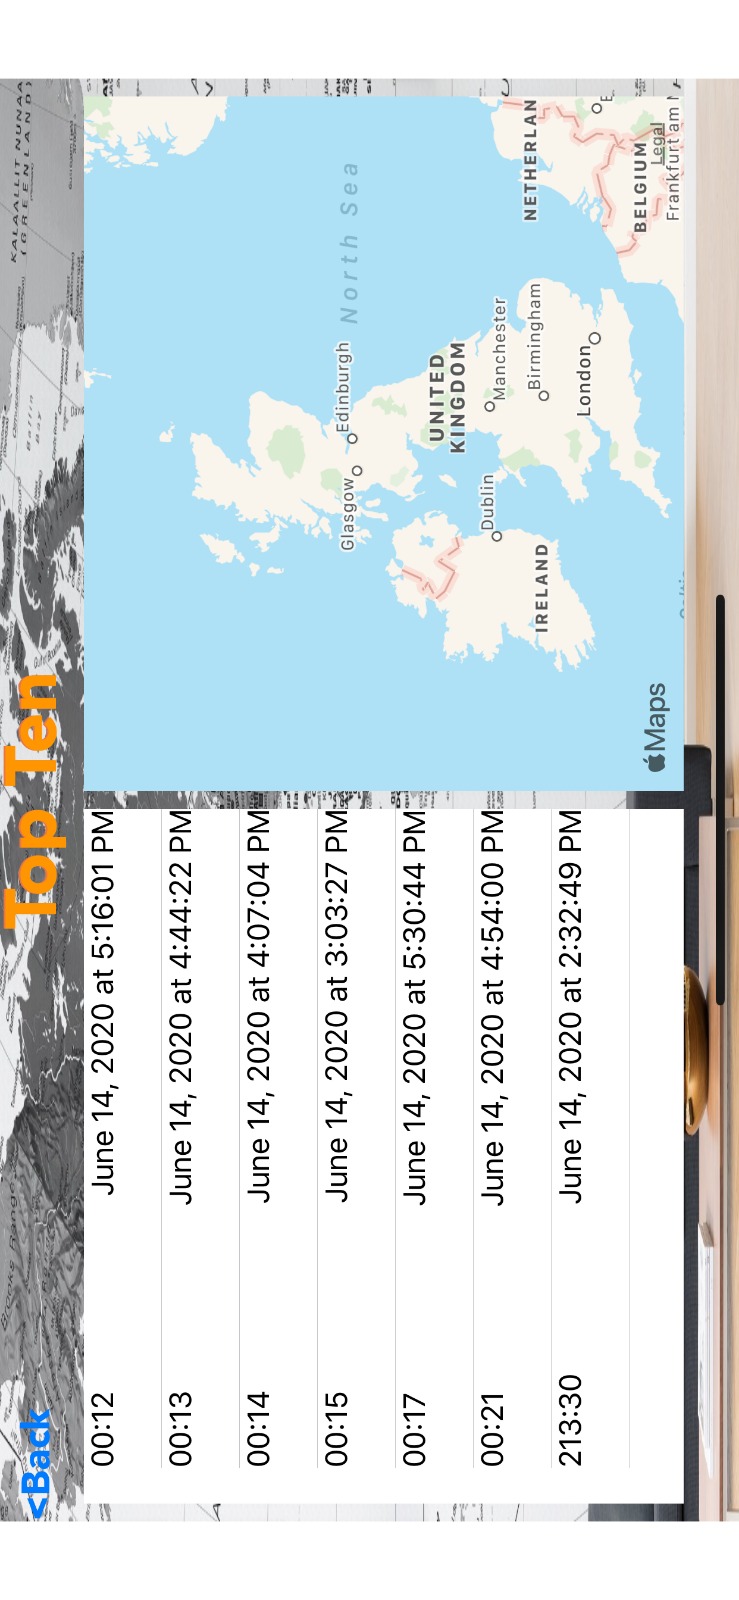 <Back
Top Ten
00:12 June 14, 2020 at 5:16:01 PM
00:13 June 14, 2020 at 4:44:22 PM
00:14 June 14, 2020 at 4:07:04 PM
00:15 June 14, 2020 at 3:03:27 PM
00:17 June 14, 2020 at 5:30:44 PM
00:21 June 14, 2020 at 4:54:00 PM
213:30 June 14, 2020 at 2:32:49 PM
North Sea
Glasgow
Edinburgh
UNITED
KINGDOM
Dublin
Manchester
IRELAND
Birmingham
NETHERLAN
London
BELGIUM
Maps
Legal
Frankfurt am
KALAALLIT NUNAA
(GREENLAND)